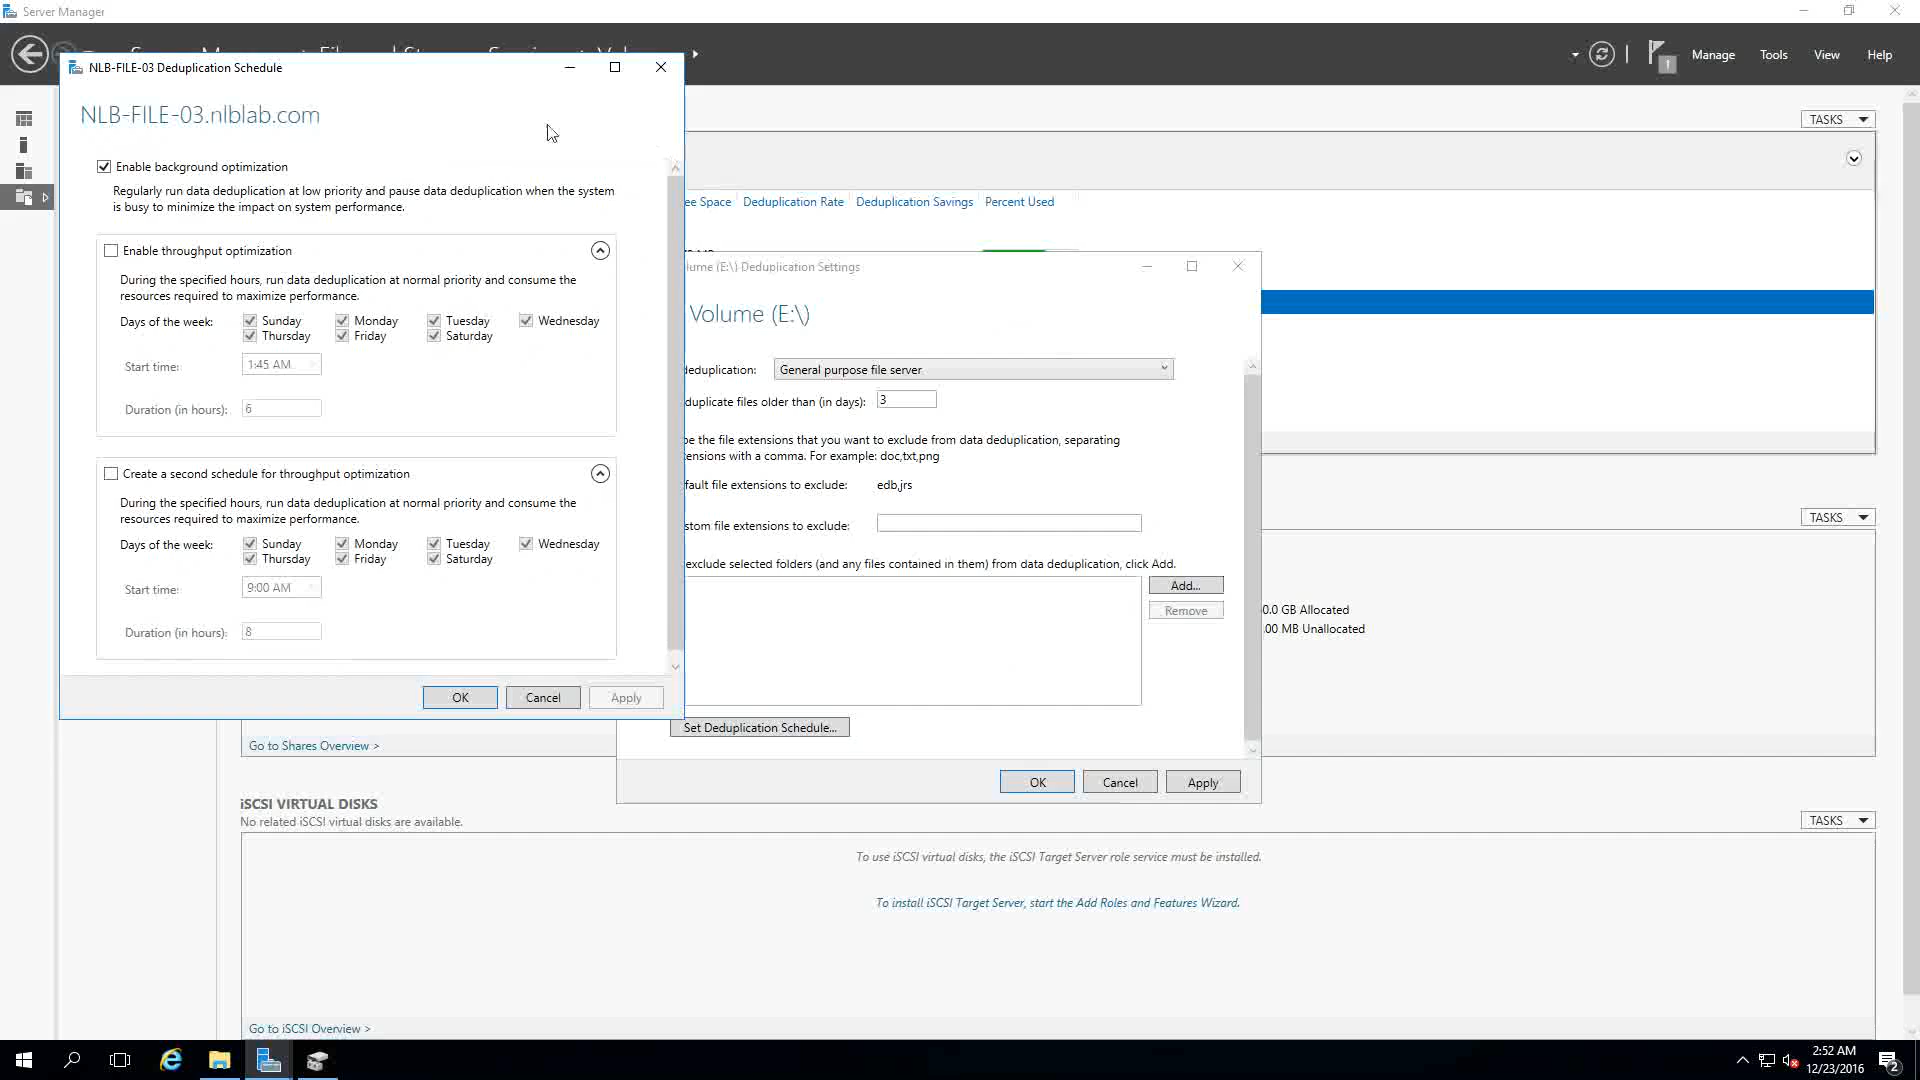 Server Manager
Manage
Tools
View
Help
NLB-FILE-03 Deduplication Schedule
NLB-FILE-03.nlblab.com
Enable background optimization
Regularly run data deduplication at low priority and pause data deduplication when the system
is busy to minimize the impact on system performance.
Enable throughput optimization
During the specified hours, run data deduplication at normal priority and consume the
resources required to maximize performance.
Days of the week:
Sunday
Monday
Tuesday
Wednesday
Thursday
Friday
Saturday
Start time:
1:45 AM
Duration (in hours):
6
Create a second schedule for throughput optimization
During the specified hours, run data deduplication at normal priority and consume the
resources required to maximize performance.
Days of the week:
Sunday
Monday
Tuesday
Wednesday
Thursday
Friday
Saturday
Start time:
9:00 AM
Duration (in hours):
8
OK
Cancel
Apply
TASKS
ee Space
Deduplication Rate
Deduplication Savings
Percent Used
ume (E:\) Deduplication Settings
Volume (E:\)
eduplication:
General purpose file server
duplicate files older than (in days):
3
be the file extensions that you want to exclude from data deduplication, separating
tensions with a comma. For example: doc,txt,png
fault file extensions to exclude:
edb,jrs
stom file extensions to exclude:
exclude selected folders (and any files contained in them) from data deduplication, click Add.
Add...
Remove
Set Deduplication Schedule...
OK
Cancel
Apply
TASKS
0.0 GB Allocated
.00 MB Unallocated
Go to Shares Overview >
iSCSI VIRTUAL DISKS
No related iSCSI virtual disks are available.
TASKS
To use iSCSI virtual disks, the iSCSI Target Server role service must be installed.
To install iSCSI Target Server, start the Add Roles and Features Wizard.
Go to iSCSI Overview >
2:52 AM
12/23/2016
2